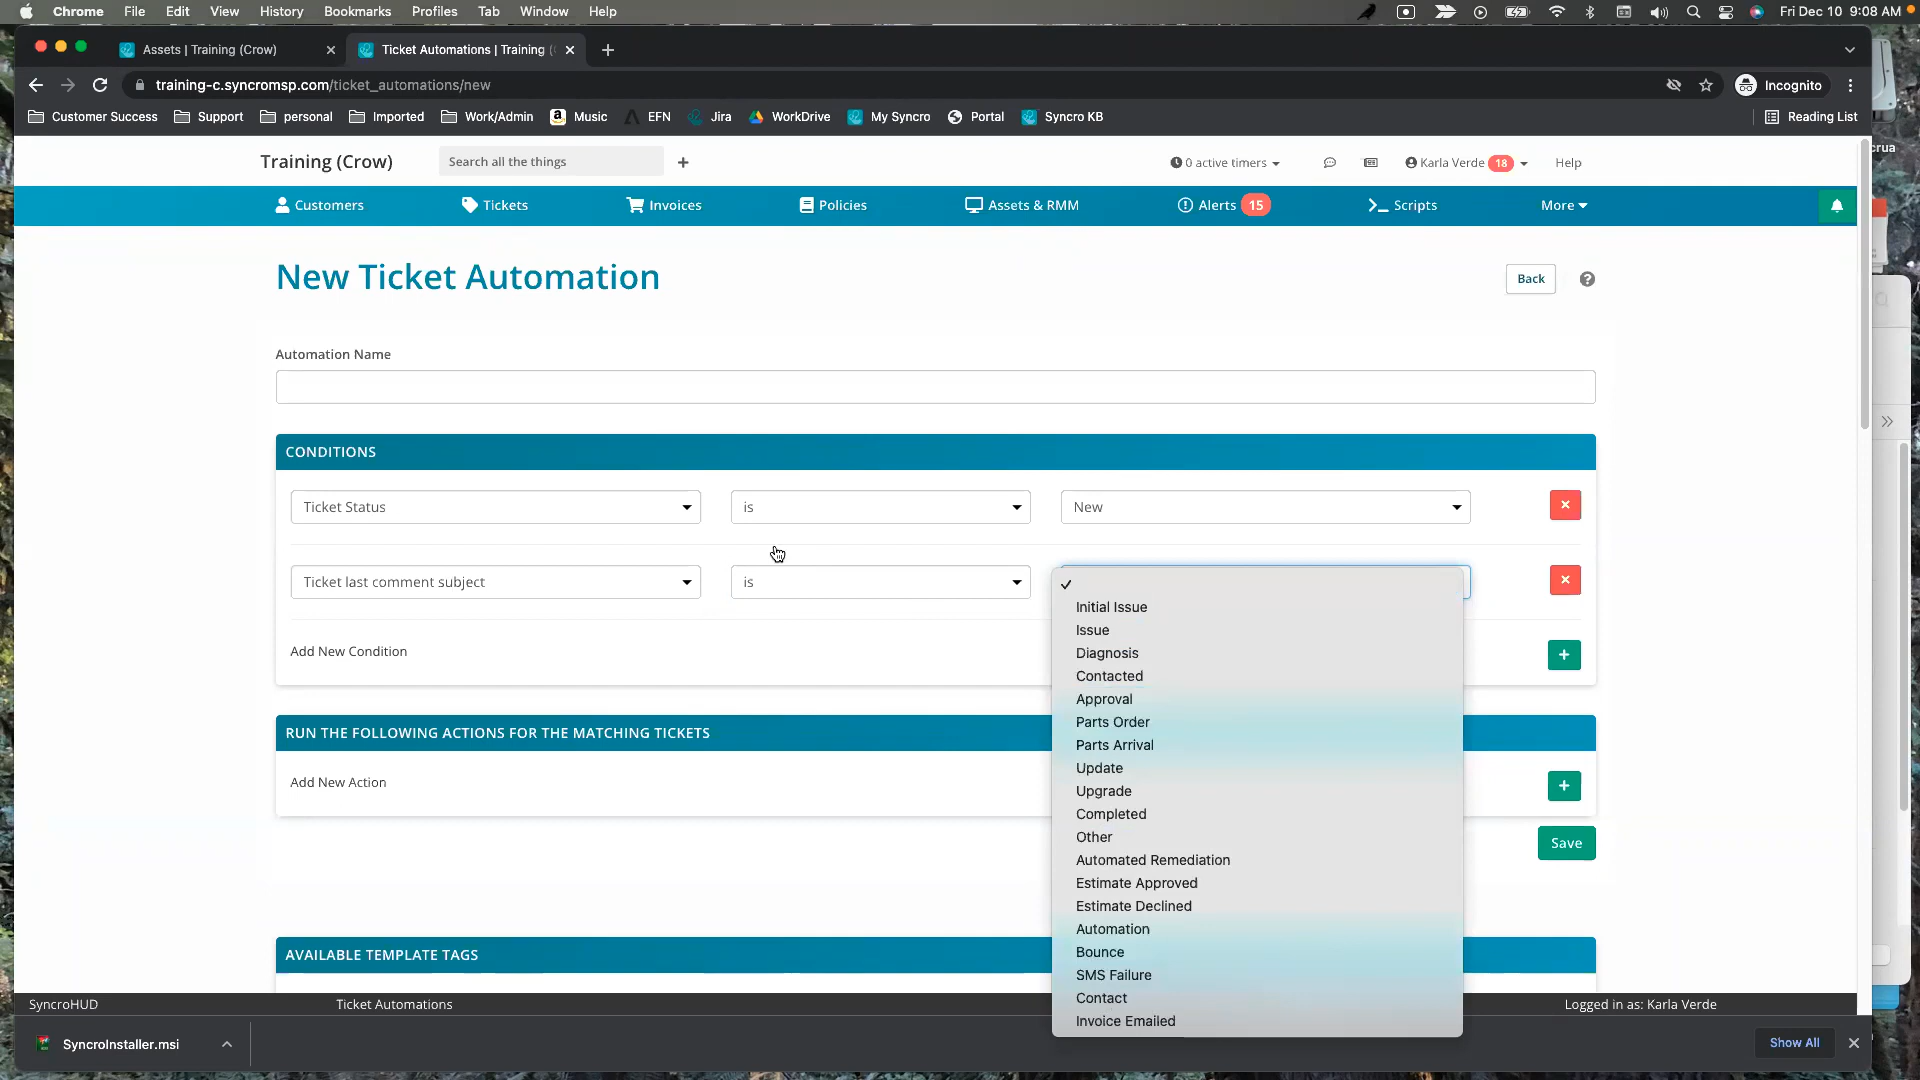 Chrome File Edit View History Bookmarks Profiles Tab Window Help Fri Dec 10 9:08 AM
Assets | Training (Crow) Ticket Automations | Training (
training-c.syncromsp.com/ticket_automations/new Incognito
Customer Success Support personal Imported Work/Admin Music EFN Jira WorkDrive My Syncro Portal Syncro KB Reading List
Training (Crow) Search all the things + 0 active timers Karla Verde 18 Help
Customers Tickets Invoices Policies Assets & RMM Alerts 15 Scripts More
New Ticket Automation Back
Automation Name
CONDITIONS
Ticket Status is New
Ticket last comment subject is
Initial Issue
Issue
Add New Condition
Diagnosis
Contacted
Approval
Parts Order
RUN THE FOLLOWING ACTIONS FOR THE MATCHING TICKETS
Parts Arrival
Update
Add New Action
Upgrade
Completed
Other
Save
Automated Remediation
Estimate Approved
Estimate Declined
Automation
AVAILABLE TEMPLATE TAGS
Bounce
SMS Failure
Contact
SyncroHUD Ticket Automations Logged in as: Karla Verde
Invoice Emailed
SyncroInstaller.msi Show All
crua